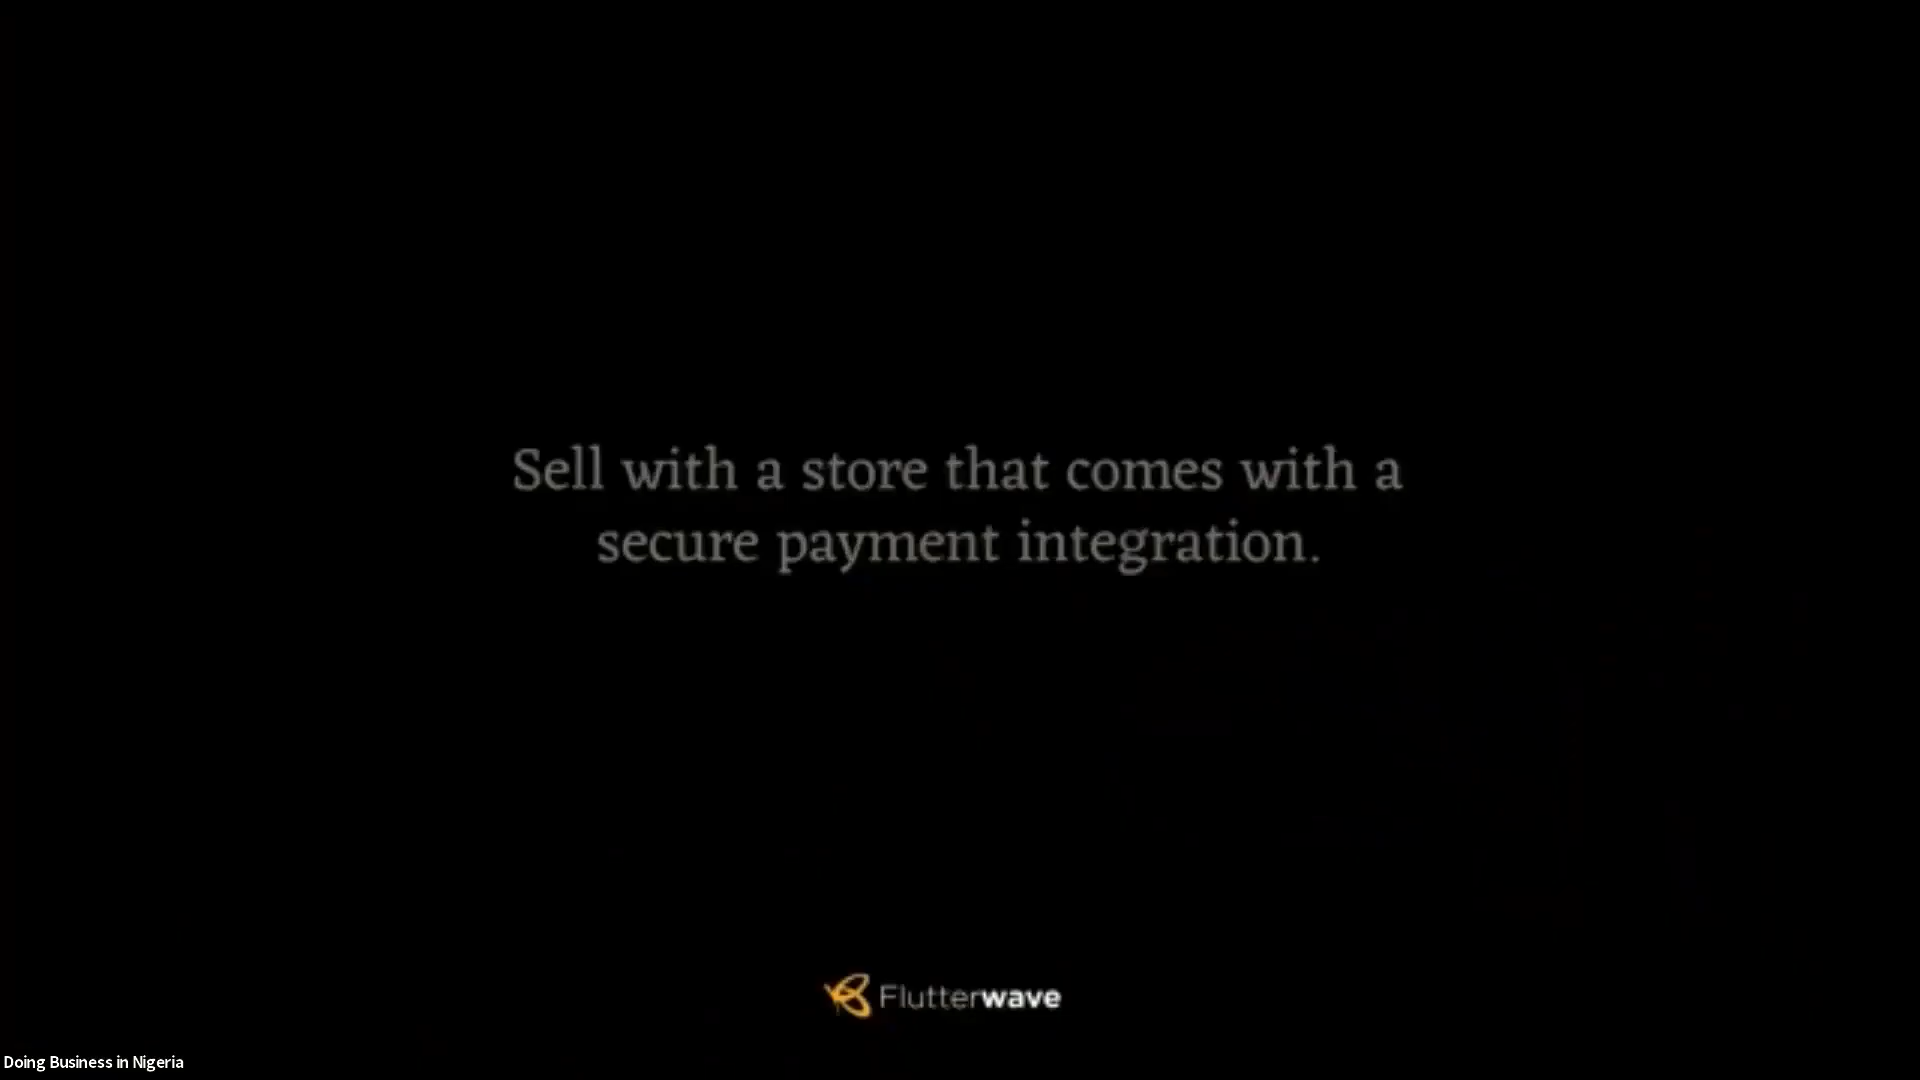 Sell with a store that comes with a
secure payment integration.
Flutterwave
Doing Business in Nigeria